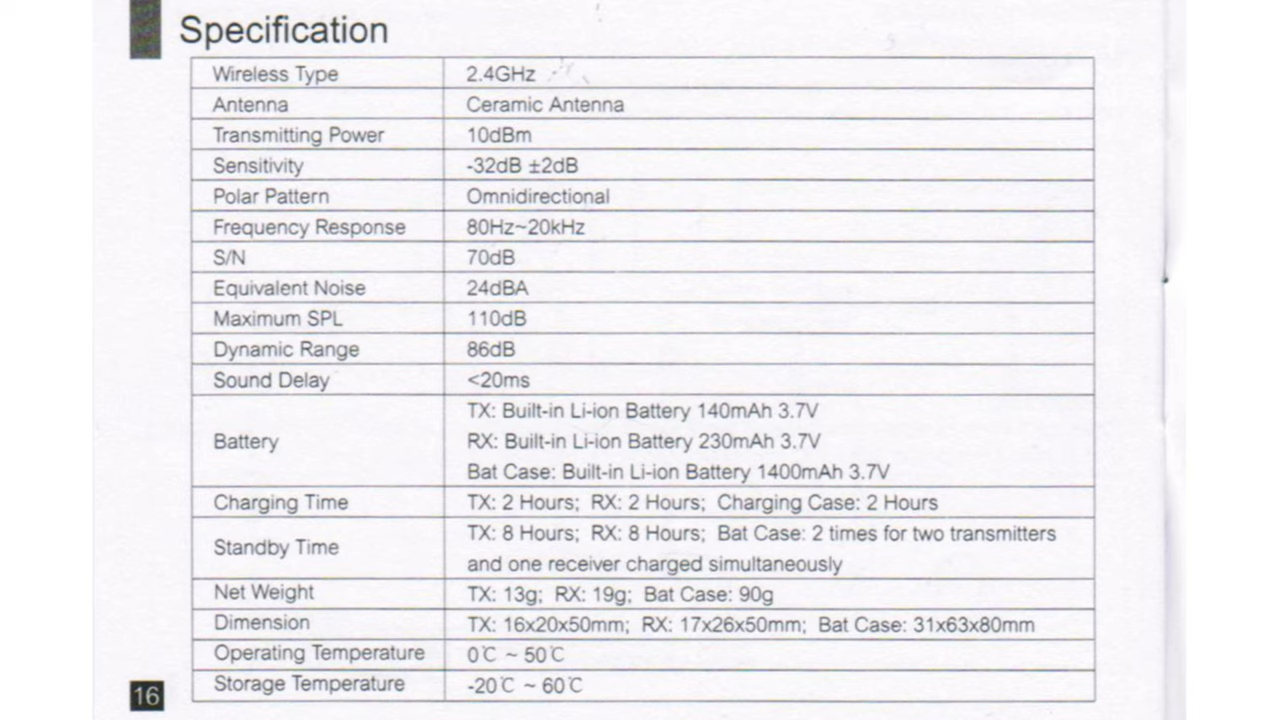 Specification
Wireless Type 2.4GHz
Antenna Ceramic Antenna
Transmitting Power 10dBm
Sensitivity -32dB ±2dB
Polar Pattern Omnidirectional
Frequency Response 80Hz~20kHz
S/N 70dB
Equivalent Noise 24dBA
Maximum SPL 110dB
Dynamic Range 86dB
Sound Delay <20ms
Battery TX: Built-in Li-ion Battery 140mAh 3.7V
RX: Built-in Li-ion Battery 230mAh 3.7V
Bat Case: Built-in Li-ion Battery 1400mAh 3.7V
Charging Time TX: 2 Hours; RX: 2 Hours; Charging Case: 2 Hours
Standby Time TX: 8 Hours; RX: 8 Hours; Bat Case: 2 times for two transmitters
and one receiver charged simultaneously
Net Weight TX: 13g; RX: 19g; Bat Case: 90g
Dimension TX: 16x20x50mm; RX: 17x26x50mm; Bat Case: 31x63x80mm
Operating Temperature 0℃ ~ 50℃
Storage Temperature -20℃ ~ 60℃
16